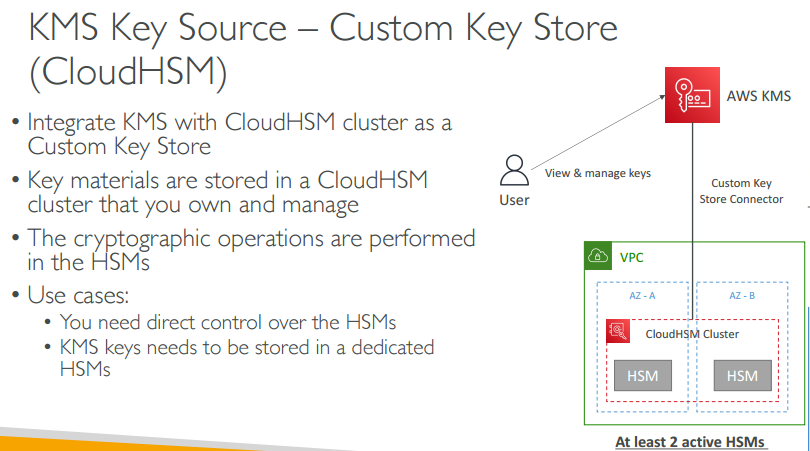 KMS Key Source – Custom Key Store
(CloudHSM)
• Integrate KMS with CloudHSM cluster as a
Custom Key Store
• Key materials are stored in a CloudHSM
cluster that you own and manage
• The cryptographic operations are performed
in the HSMs
• Use cases:
• You need direct control over the HSMs
• KMS keys needs to be stored in a dedicated
HSMs
AWS KMS
View & manage keys
User
Custom Key
Store Connector
VPC
AZ - A
AZ - B
CloudHSM Cluster
HSM
HSM
At least 2 active HSMs